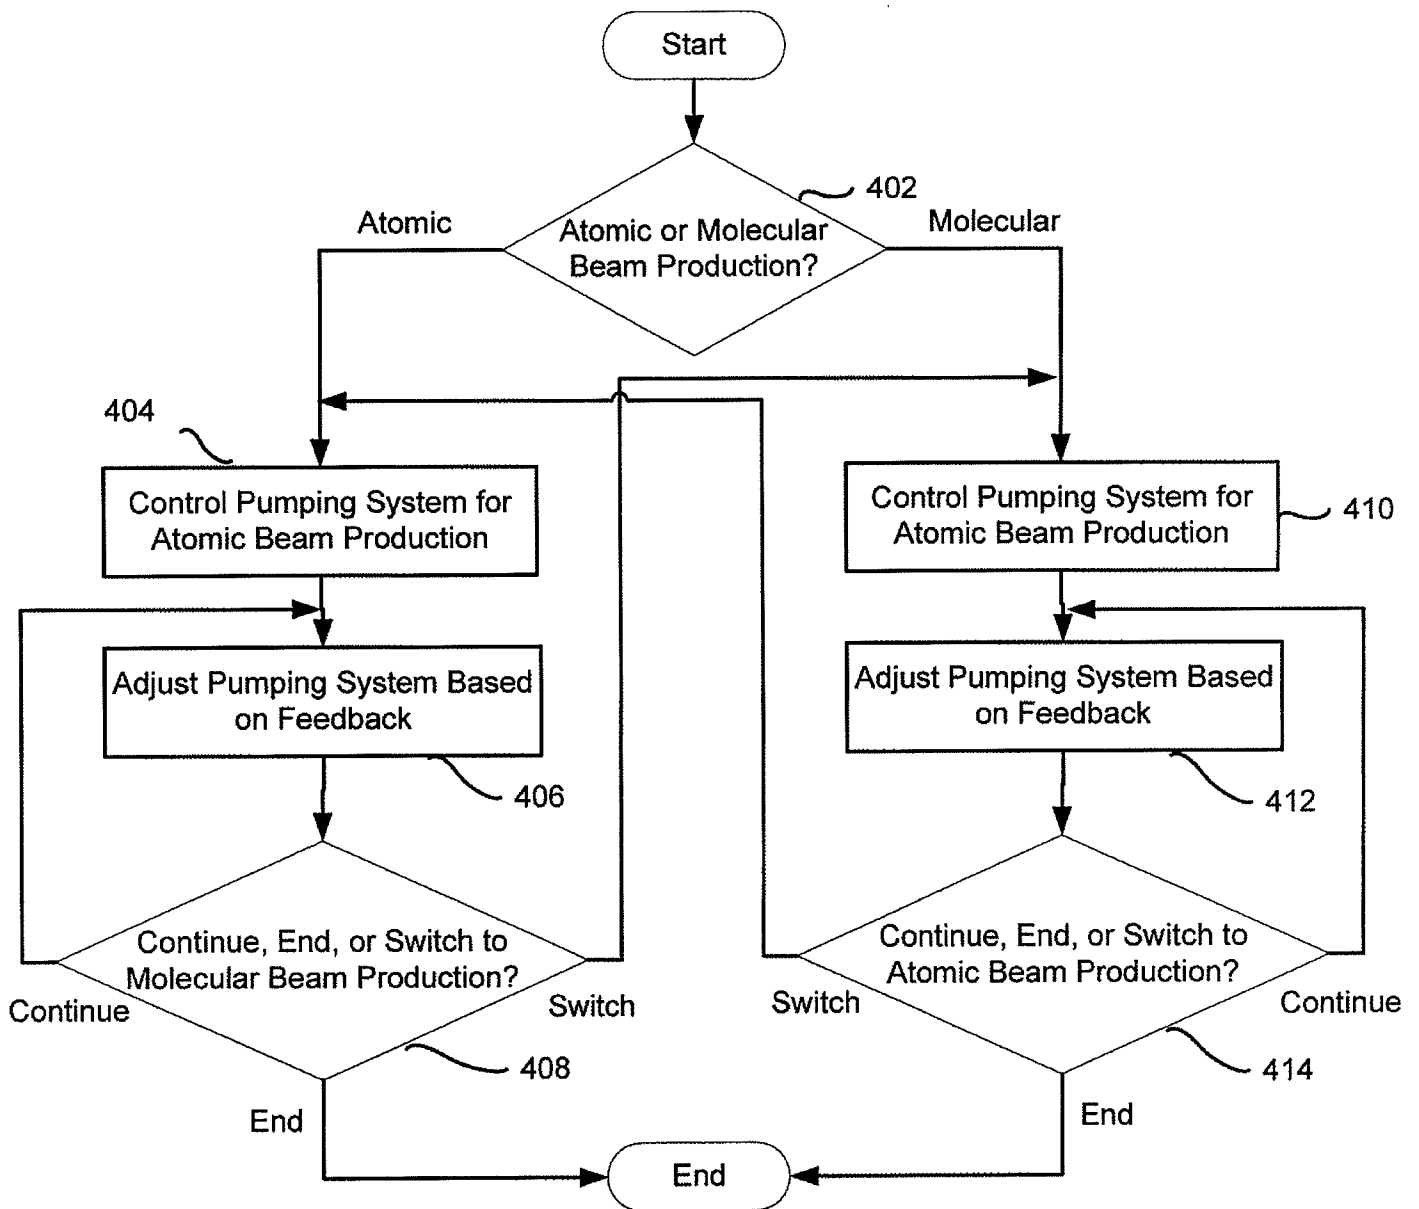 Start
402
Atomic
Molecular
Atomic or Molecular
Beam Production?
404
Control Pumping System for
Atomic Beam Production
Control Pumping System for
Atomic Beam Production
410
Adjust Pumping System Based
on Feedback
406
Adjust Pumping System Based
on Feedback
412
Continue, End, or Switch to
Molecular Beam Production?
Continue
Switch
408
End
Continue, End, or Switch to
Atomic Beam Production?
Switch
Continue
414
End
End